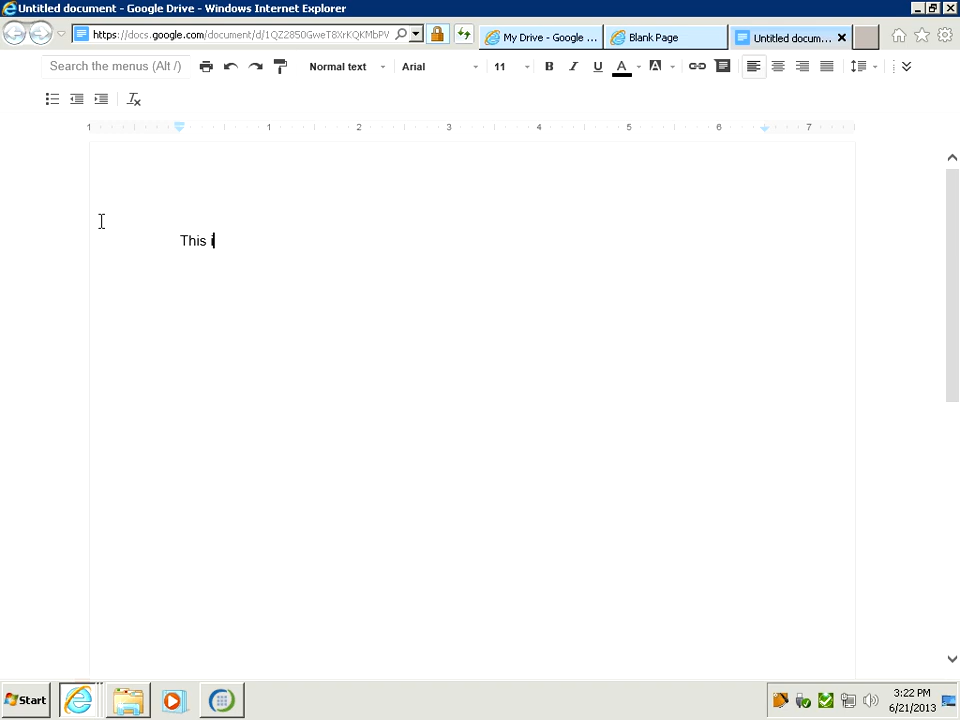 Untitled document - Google Drive - Windows Internet Explorer
https://docs.google.com/document/d/1QZ2850GweT8XrKQKMbPV
My Drive - Google ...
Blank Page
Untitled docum...
Search the menus (Alt /)
Normal text
Arial
11
B I U A A
1 1 2 3 4 5 6 7
This i
Start
3:22 PM
6/21/2013